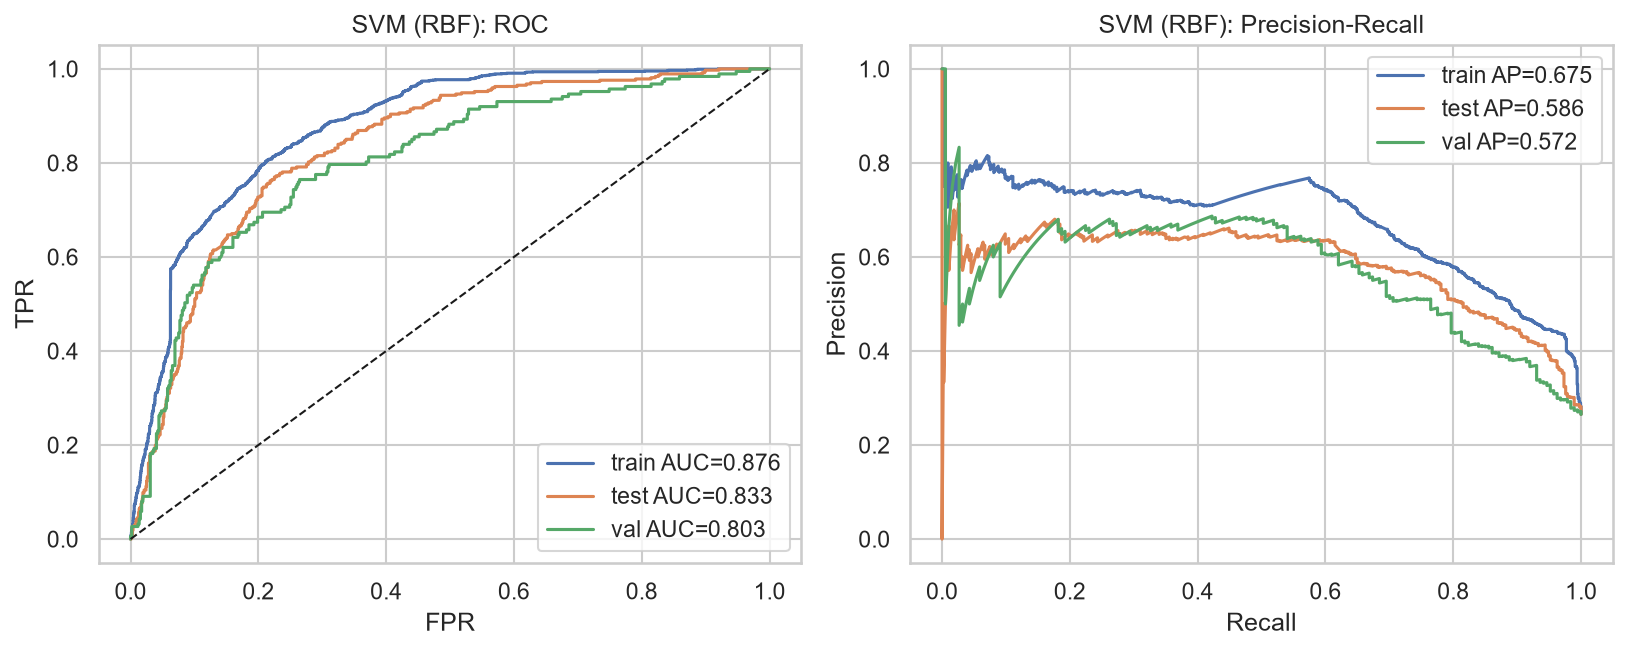 SVM (RBF): ROC
1.0
0.8
0.6
0.4
0.2
0.0
TPR
0.0 0.2 0.4 0.6 0.8 1.0
FPR
train AUC=0.876
test AUC=0.833
val AUC=0.803
SVM (RBF): Precision-Recall
1.0
0.8
0.6
0.4
0.2
0.0
Precision
0.0 0.2 0.4 0.6 0.8 1.0
Recall
train AP=0.675
test AP=0.586
val AP=0.572